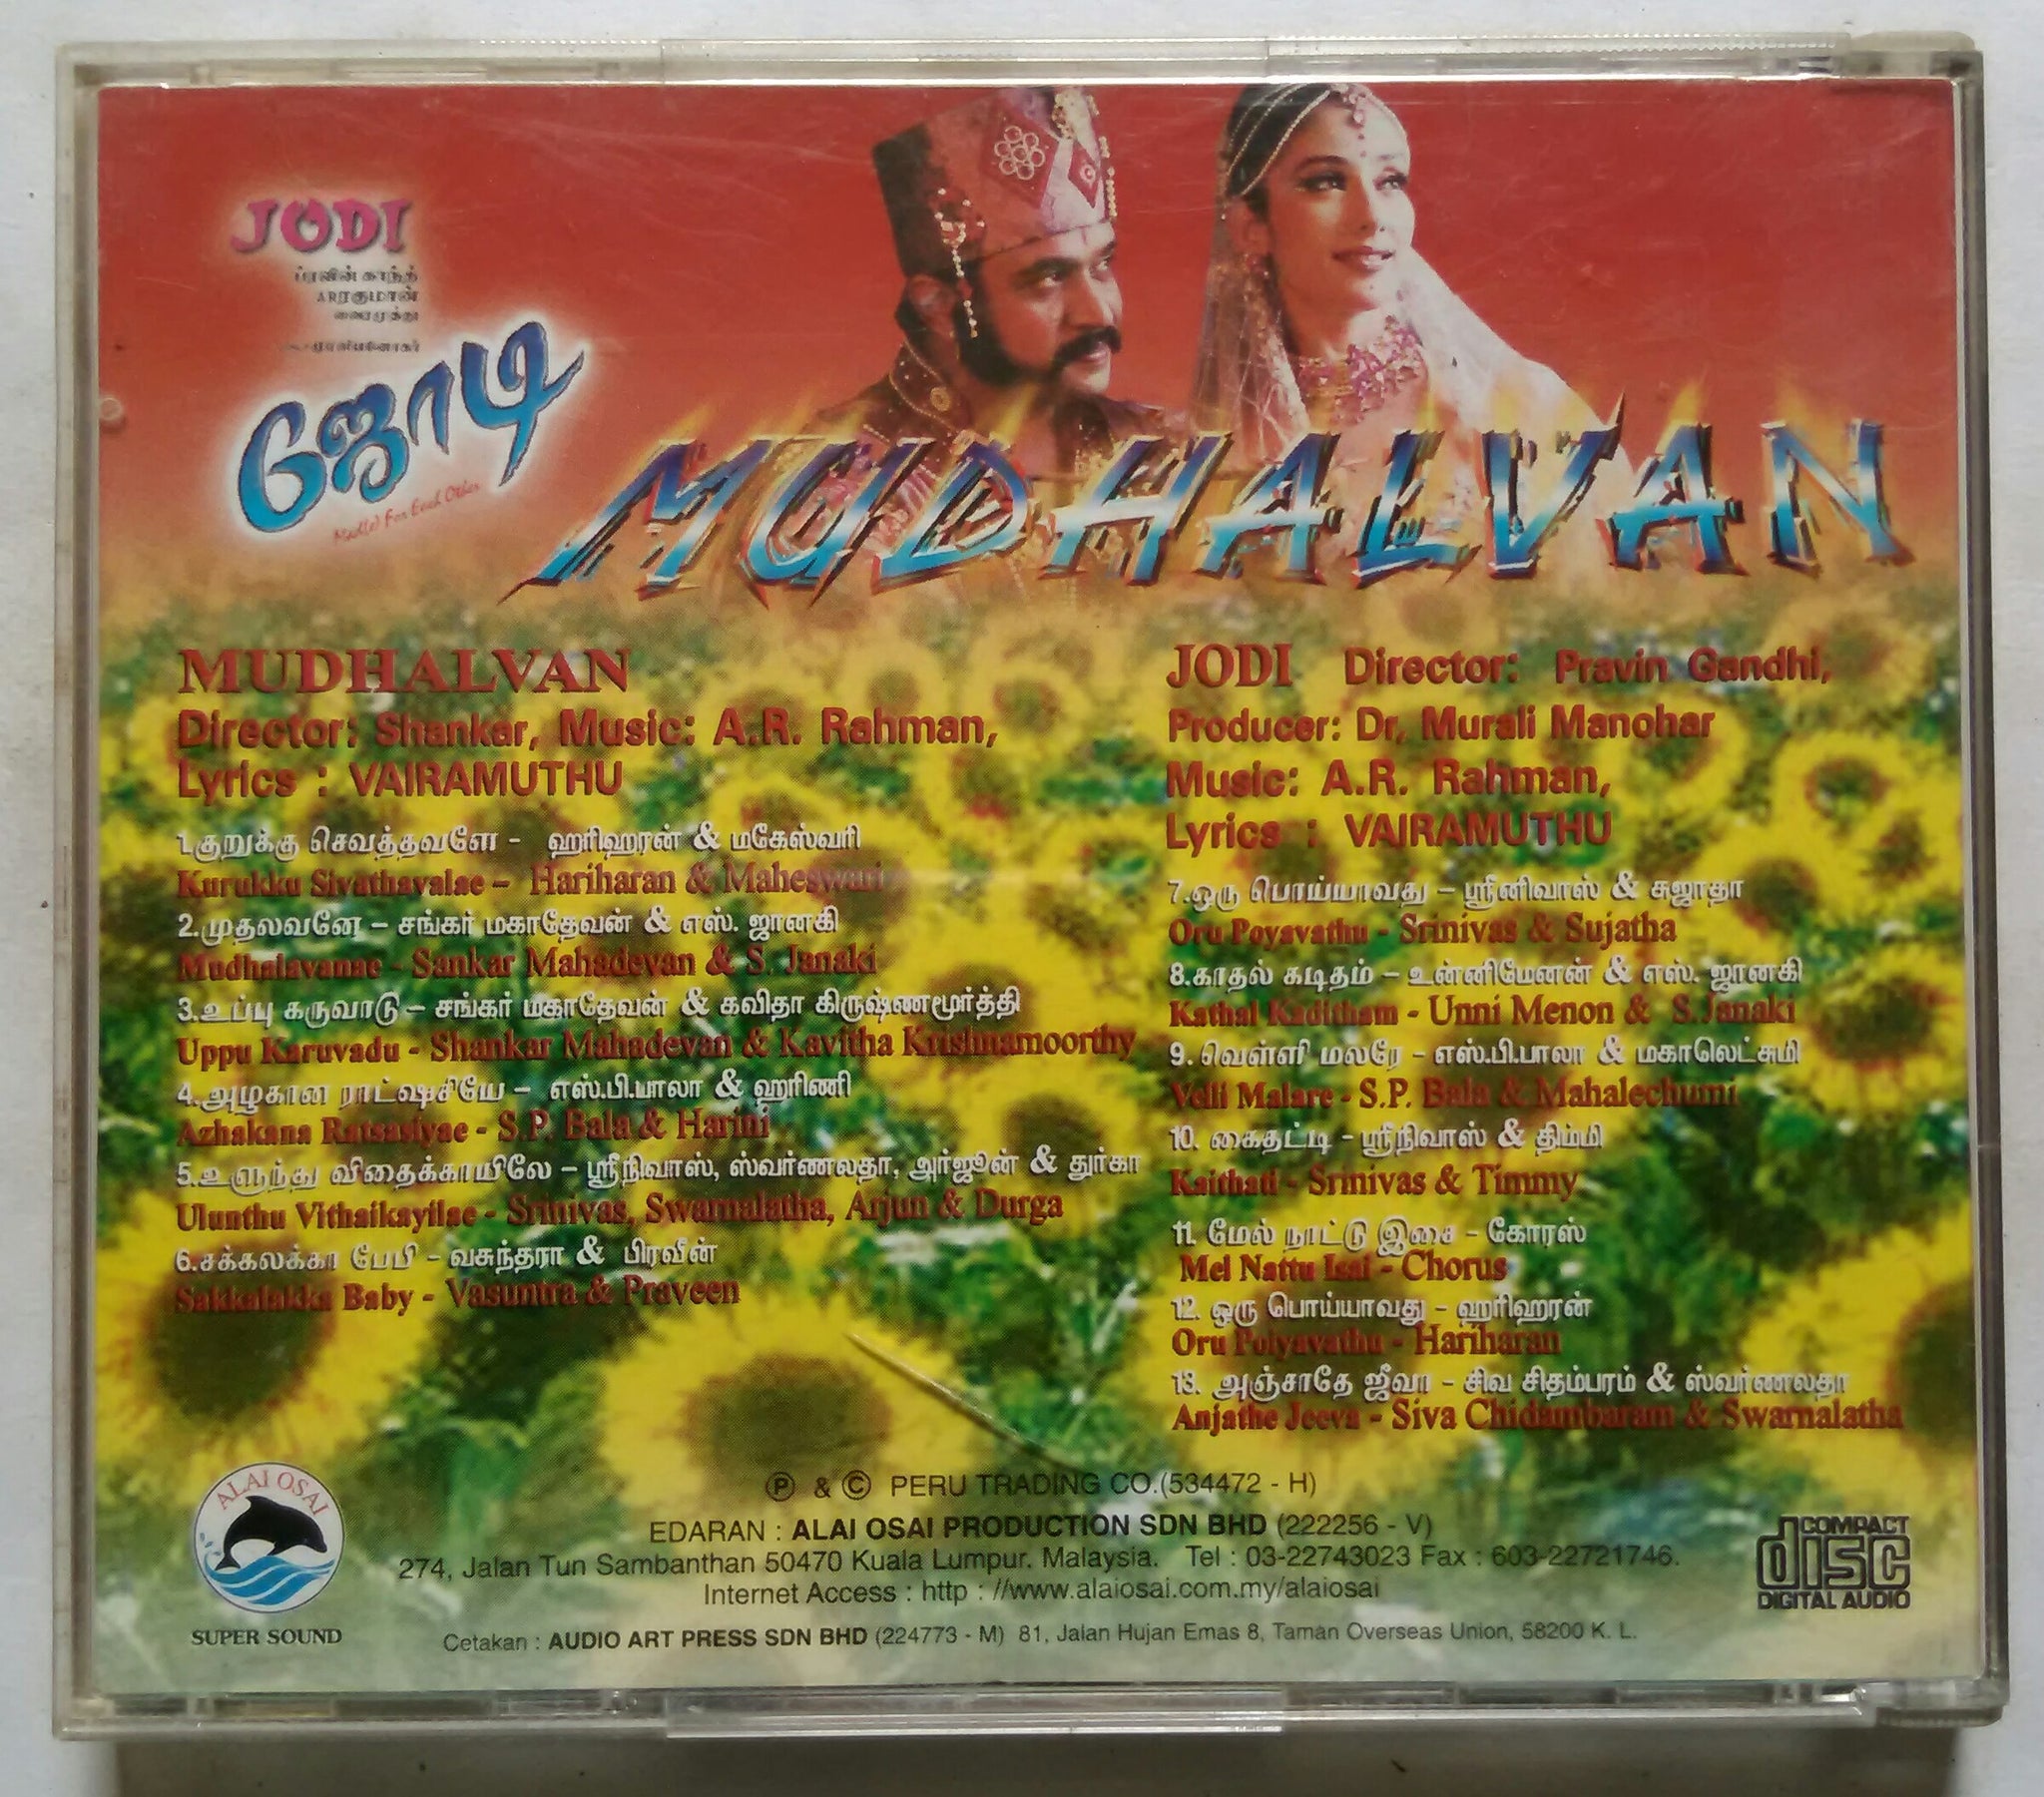 JODI
ப்ரவின் காந்த்
ARரகுமான்
வைரமுத்து
ஜோடி
Mad(e) For Each Other
MUDHALVAN
MUDHALVAN
Director: Shankar, Music: A.R. Rahman,
Lyrics : VAIRAMUTHU
1.குறுக்கு செவத்தவளே - ஹரிஹரன் & மகேஸ்வரி
Kurukku Sivathavalae – Hariharan & Maheswari
2.முதலவனே – சங்கர் மகாதேவன் & எஸ். ஜானகி
Mudhalavanae - Sankar Mahadevan & S. Janaki
3.உப்பு கருவாடு – சங்கர் மகாதேவன் & கவிதா கிருஷ்ணமூர்த்தி
Uppu Karuvadu - Shankar Mahadevan & Kavitha Krishnamoorthy
4.அழகான ராட்ஷசியே – எஸ்.பி.பாலா & ஹரிணி
Azhakana Ratsasiyae - S.P. Bala & Harini
5.உளுந்து விதைக்காயிலே – ஸ்ரீநிவாஸ், ஸ்வர்ணலதா, அர்ஜூன் & துர்கா
Ulunthu Vithaikayilae - Srinivas, Swarnalatha, Arjun & Durga
6.சக்கலக்கா பேபி - வசுந்தரா & பிரவீன்
Sakkalakka Baby - Vasuntra & Praveen
JODI Director: Pravin Gandhi,
Producer: Dr, Murali Manohar
Music: A.R. Rahman,
Lyrics : VAIRAMUTHU
7.ஒரு பொய்யாவது – ஸ்ரீனிவாஸ் & சுஜாதா
Oru Poyavathu - Srinivas & Sujatha
8.காதல் கடிதம் – உன்னிமேனன் & எஸ். ஜானகி
Kathal Kaditham - Unni Menon & S.Janaki
9. வெள்ளி மலரே – எஸ்.பி.பாலா & மகாலெட்சுமி
Velli Malare - S.P. Bala & Mahalechumi
10. கைதட்டி - ஸ்ரீநிவாஸ் & திம்மி
Kaithati - Srinivas & Timmy
11. மேல் நாட்டு இசை - கோரஸ்
Mel Nattu Isai - Chorus
12. ஒரு பொய்யாவது – ஹரிஹரன்
Oru Poiyavathu - Hariharan
13. அஞ்சாதே ஜீவா - சிவ சிதம்பரம் & ஸ்வர்ணலதா
Anjathe Jeeva - Siva Chidambaram & Swarnalatha
ALAI OSAI
SUPER SOUND
Ⓟ & © PERU TRADING CO.(534472 - H)
EDARAN : ALAI OSAI PRODUCTION SDN BHD (222256 - V)
274, Jalan Tun Sambanthan 50470 Kuala Lumpur. Malaysia. Tel : 03-22743023 Fax : 603-22721746.
Internet Access : http : //www.alaiosai.com.my/alaiosai
Cetakan : AUDIO ART PRESS SDN BHD (224773 - M) 81, Jalan Hujan Emas 8, Taman Overseas Union, 58200 K. L.
COMPACT
disc
DIGITAL AUDIO